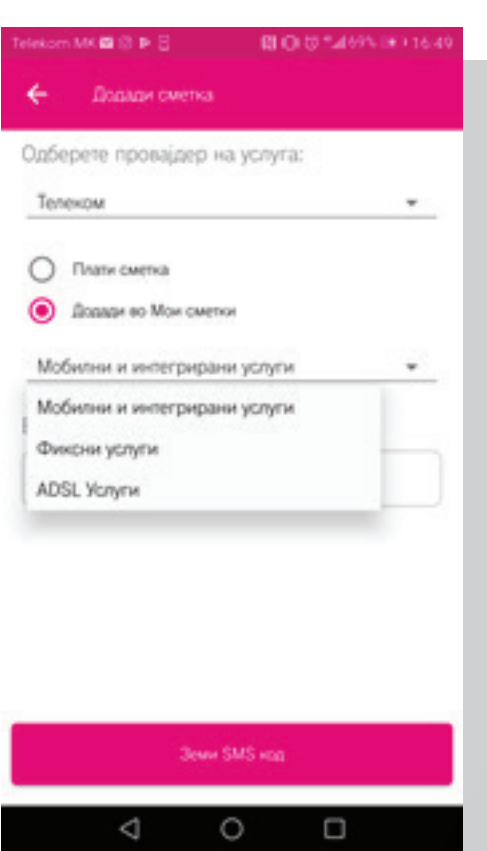 Telekom MK 69% 16:49
Додади сметка
Одберете провајдер на услуга:
Телеком
Плати сметка
Додади во Мои сметки
Мобилни и интегрирани услуги
Мобилни и интегрирани услуги
Фиксни услуги
ADSL Услуги
Земи SMS код